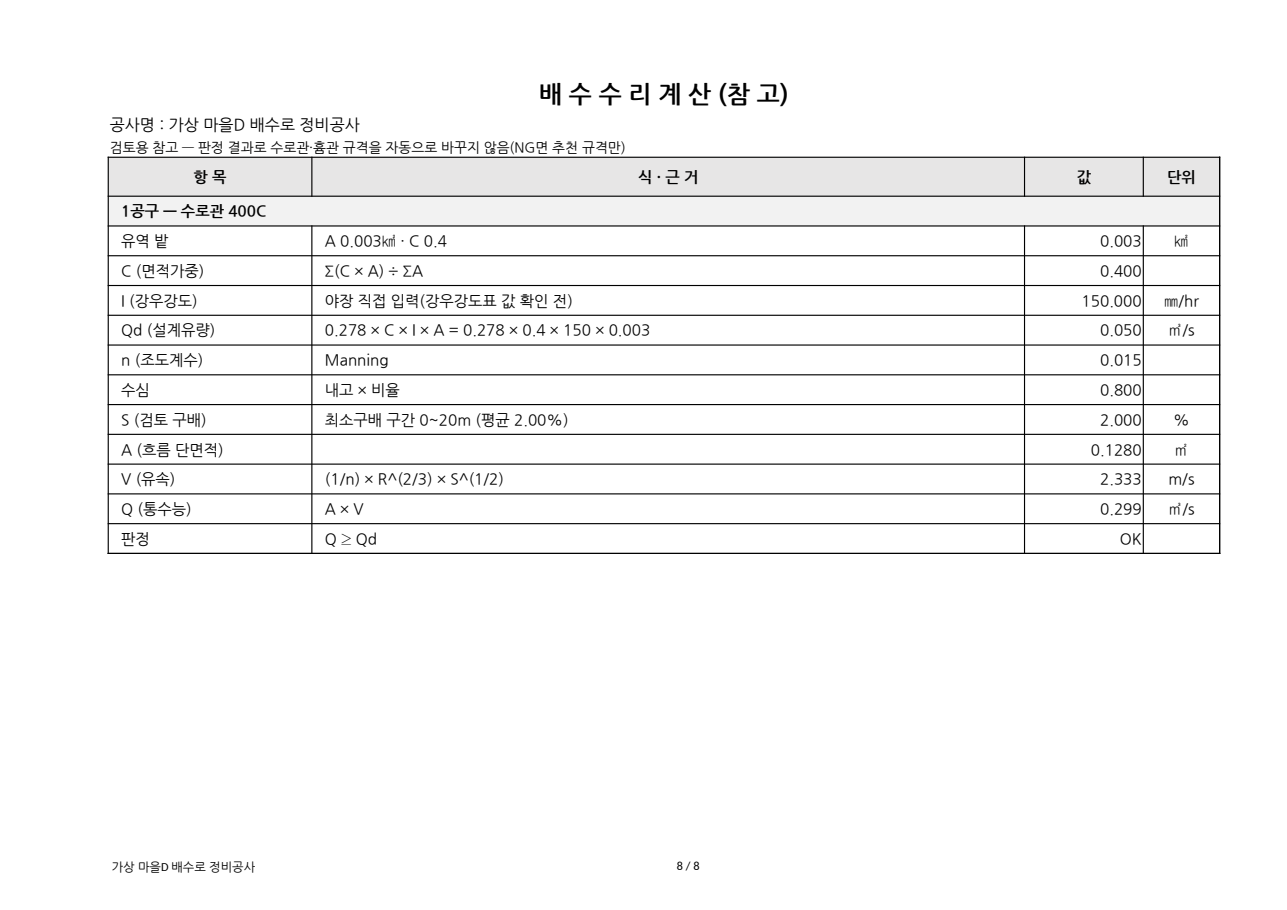 배 수 수 리 계 산 (참 고)
공사명 : 가상 마을D 배수로 정비공사
검토용 참고 — 판정 결과로 수로관·흄관 규격을 자동으로 바꾸지 않음(NG면 추천 규격만)
항 목 식 · 근 거 값 단위
1공구 — 수로관 400C
유역 밭 A 0.003㎢ · C 0.4 0.003 ㎢
C (면적가중) Σ(C × A) ÷ ΣA 0.400
I (강우강도) 야장 직접 입력(강우강도표 값 확인 전) 150.000 ㎜/hr
Qd (설계유량) 0.278 × C × I × A = 0.278 × 0.4 × 150 × 0.003 0.050 ㎥/s
n (조도계수) Manning 0.015
수심 내고 × 비율 0.800
S (검토 구배) 최소구배 구간 0~20m (평균 2.00%) 2.000 %
A (흐름 단면적) 0.1280 ㎡
V (유속) (1/n) × R^(2/3) × S^(1/2) 2.333 m/s
Q (통수능) A × V 0.299 ㎥/s
판정 Q ≥ Qd OK
가상 마을D 배수로 정비공사 8 / 8